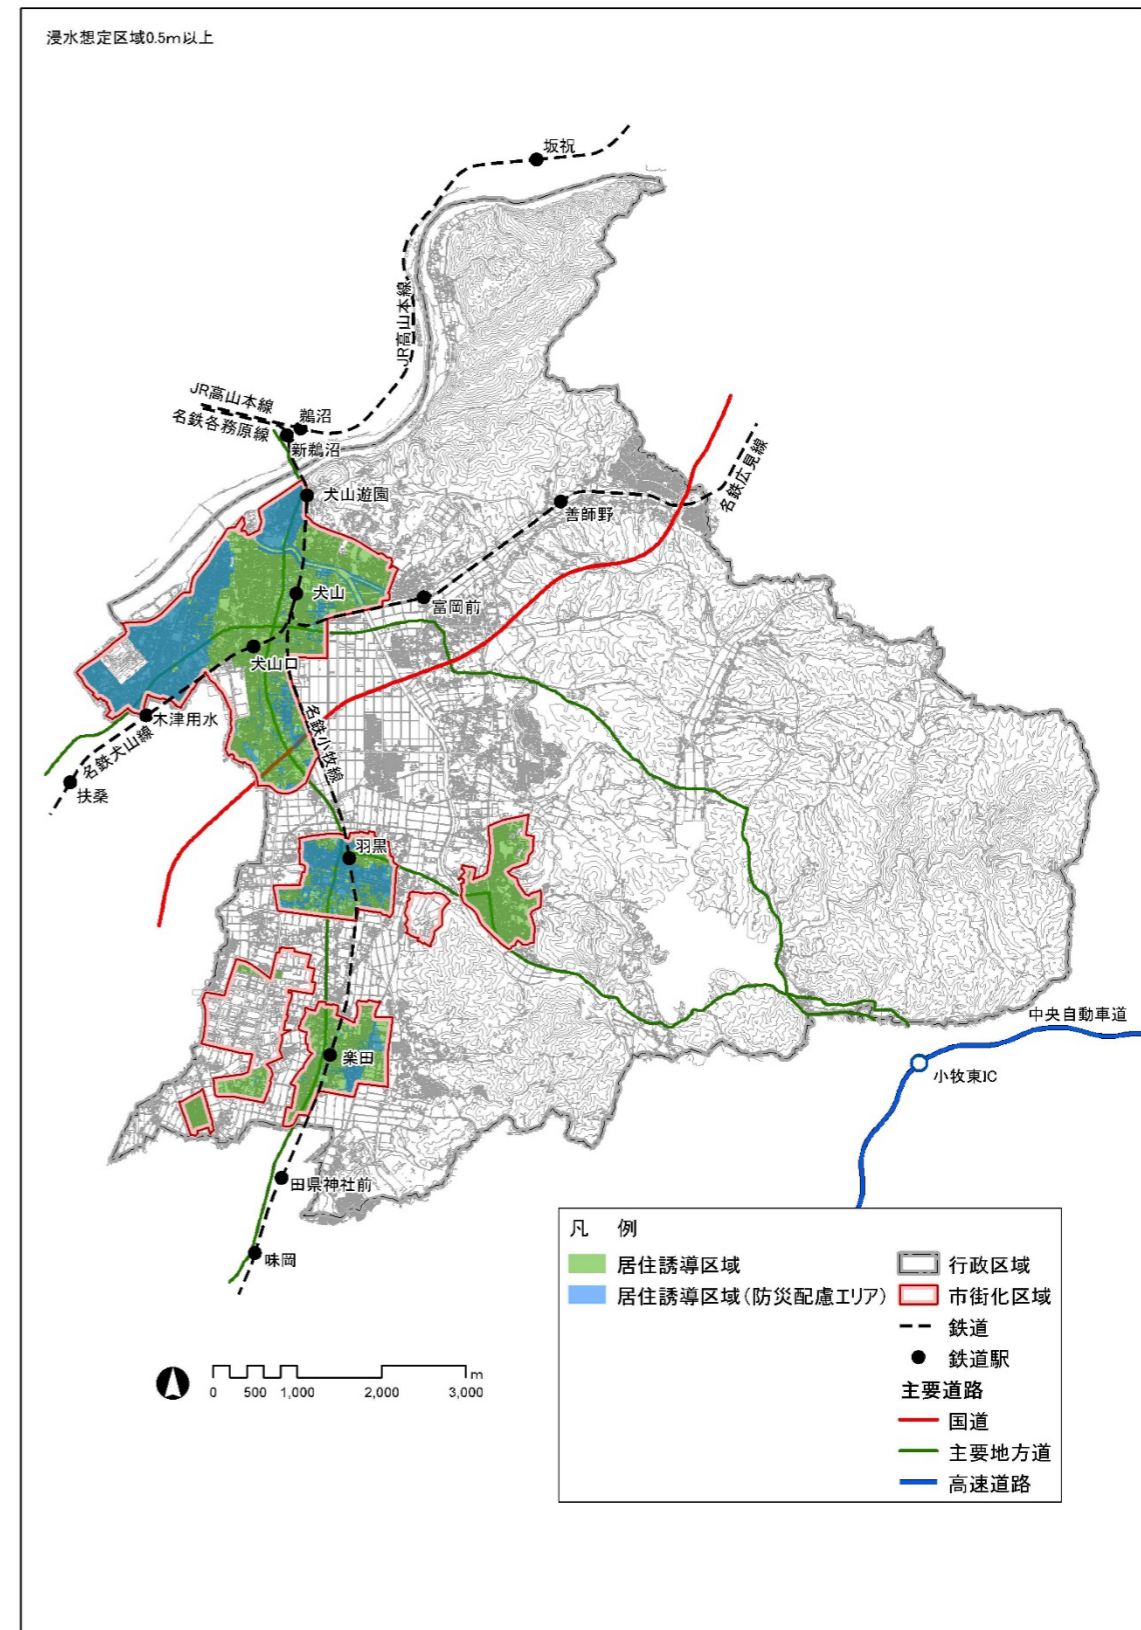 浸水想定区域0.5m以上
坂祝
JR高山本線
JR高山本線
鵜沼
名鉄各務原線
新鵜沼
犬山遊園
名鉄広見線
善師野
犬山
富岡前
犬山口
木津用水
名鉄小牧線
名鉄犬山線
扶桑
羽黒
中央自動車道
楽田
小牧東IC
田県神社前
味岡
凡 例
居住誘導区域
居住誘導区域(防災配慮エリア)
行政区域
市街化区域
鉄道
鉄道駅
主要道路
国道
主要地方道
高速道路
m
0 500 1,000 2,000 3,000